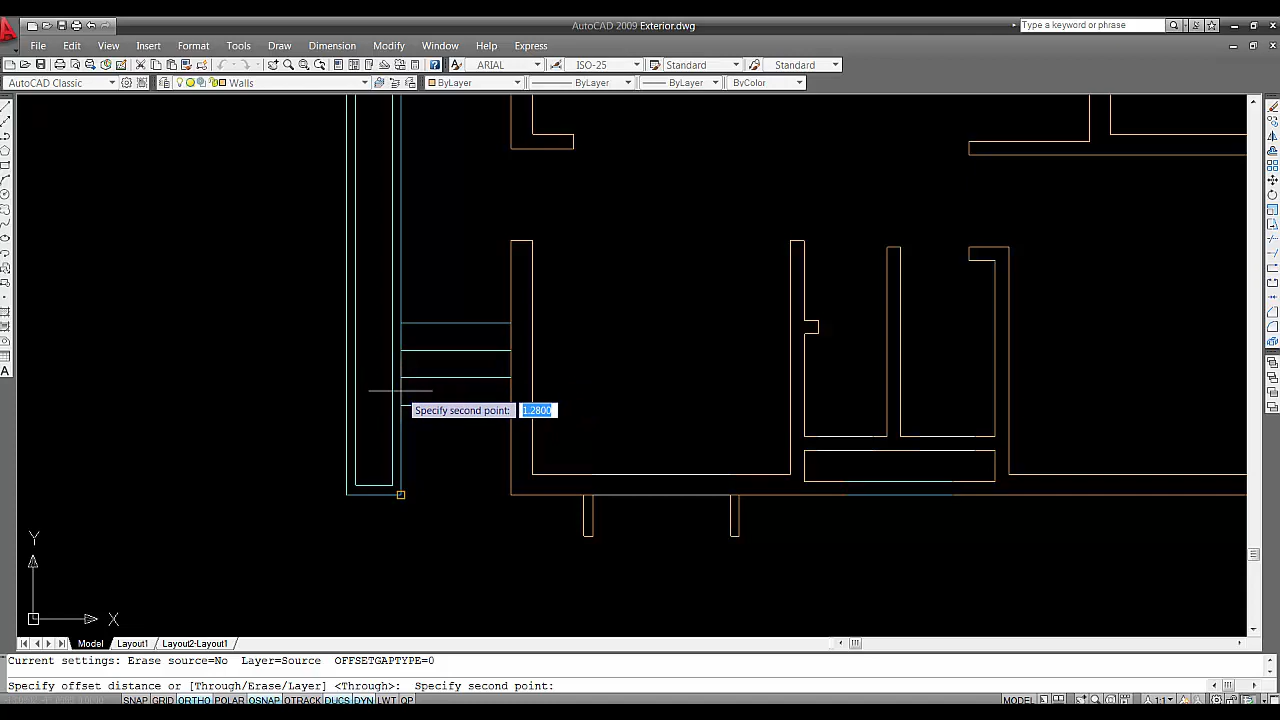 AutoCAD 2009 Exterior.dwg
Type a keyword or phrase
File Edit View Insert Format Tools Draw Dimension Modify Window Help Express
ARIAL ISO-25 Standard Standard
AutoCAD Classic Walls ByLayer ByLayer ByLayer ByColor
A
Specify second point: 1.2800
Y
X
Model Layout1 Layout2-Layout1
Current settings: Erase source=No Layer=Source OFFSETGAPTYPE=0
Specify offset distance or [Through/Erase/Layer] <Through>: Specify second point:
SNAP GRID ORTHO POLAR OSNAP OTRACK DUCS DYN LWT QP MODEL 1:1